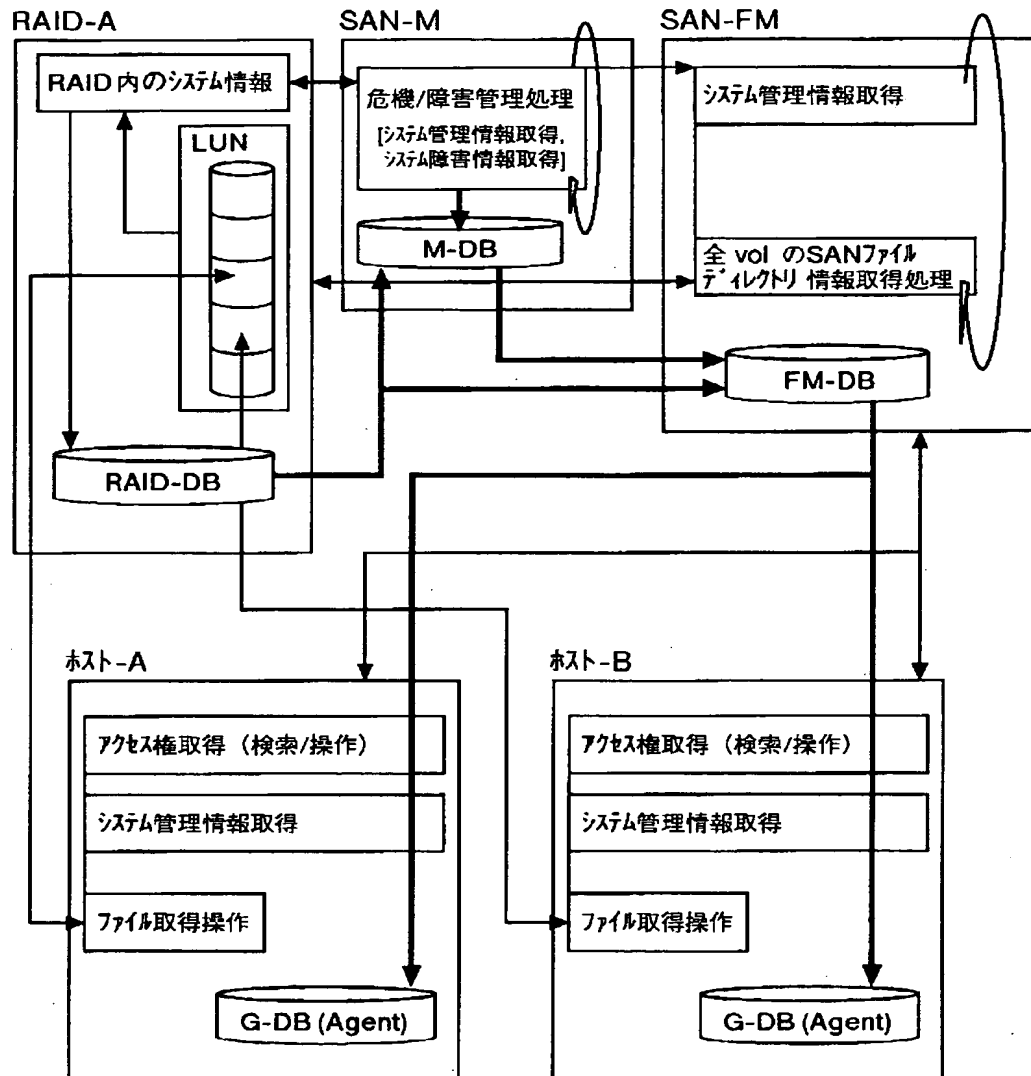 RAID-A
SAN-M
SAN-FM
RAID 内のシステム情報
LUN
RAID-DB
危機/障害管理処理
[システム管理情報取得,
システム障害情報取得]
M-DB
システム管理情報取得
全 vol のSANファイル
ディレクトリ 情報取得処理
FM-DB
ホスト-A
アクセス権取得（検索/操作）
システム管理情報取得
ファイル取得操作
G-DB (Agent)
ホスト-B
アクセス権取得（検索/操作）
システム管理情報取得
ファイル取得操作
G-DB (Agent)